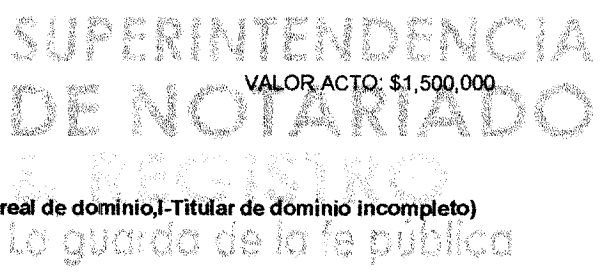 SUPERINTENDENCIA
VALOR ACTO: $1,500,000
DE NOTARIADO
& REGISTRO
real de dominio,I-Titular de dominio incompleto)
La guarda de la fe pública